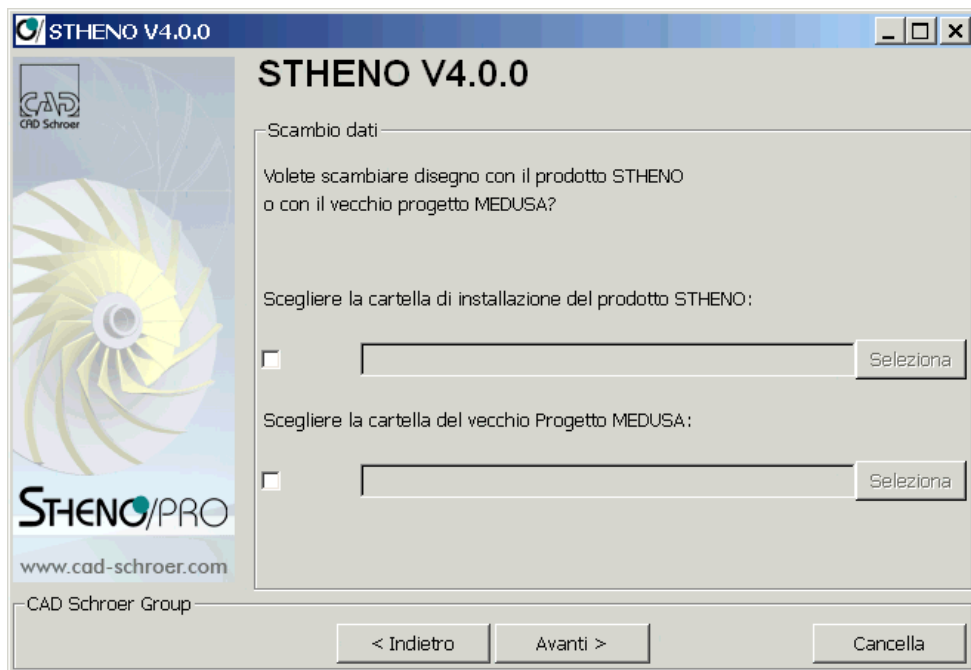 STHENO V4.0.0
CAD
CAD Schroer
STHENO V4.0.0
Scambio dati
Volete scambiare disegno con il prodotto STHENO
o con il vecchio progetto MEDUSA?
Scegliere la cartella di installazione del prodotto STHENO:
Seleziona
Scegliere la cartella del vecchio Progetto MEDUSA:
Seleziona
STHENO/PRO
www.cad-schroer.com
CAD Schroer Group
< Indietro
Avanti >
Cancella